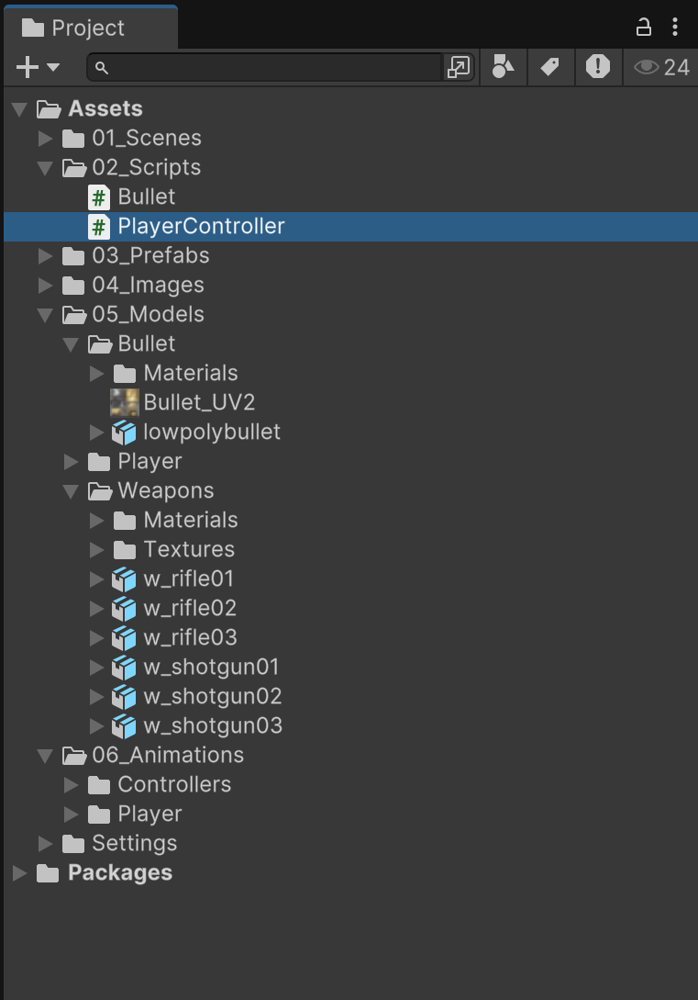 Project
24
Assets
01_Scenes
02_Scripts
Bullet
PlayerController
03_Prefabs
04_Images
05_Models
Bullet
Materials
Bullet_UV2
lowpolybullet
Player
Weapons
Materials
Textures
w_rifle01
w_rifle02
w_rifle03
w_shotgun01
w_shotgun02
w_shotgun03
06_Animations
Controllers
Player
Settings
Packages